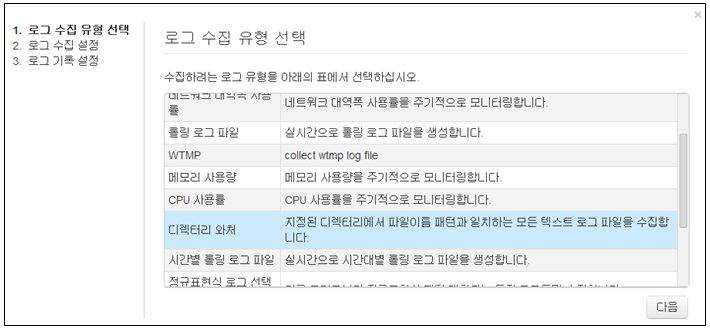 ×
1. 로그 수집 유형 선택
2. 로그 수집 설정
3. 로그 기록 설정
로그 수집 유형 선택
수집하려는 로그 유형을 아래의 표에서 선택하십시오.
네트워크 대역폭 사용률 네트워크 대역폭 사용률을 주기적으로 모니터링합니다.
롤링 로그 파일 실시간으로 롤링 로그 파일을 생성합니다.
WTMP collect wtmp log file
메모리 사용량 메모리 사용량을 주기적으로 모니터링합니다.
CPU 사용률 CPU 사용률을 주기적으로 모니터링합니다.
디렉터리 와처 지정된 디렉터리에서 파일이름 패턴과 일치하는 모든 텍스트 로그 파일을 수집합
니다.
시간별 롤링 로그 파일 실시간으로 시간대별 롤링 로그 파일을 생성합니다.
정규표현식 로그 선택
다음